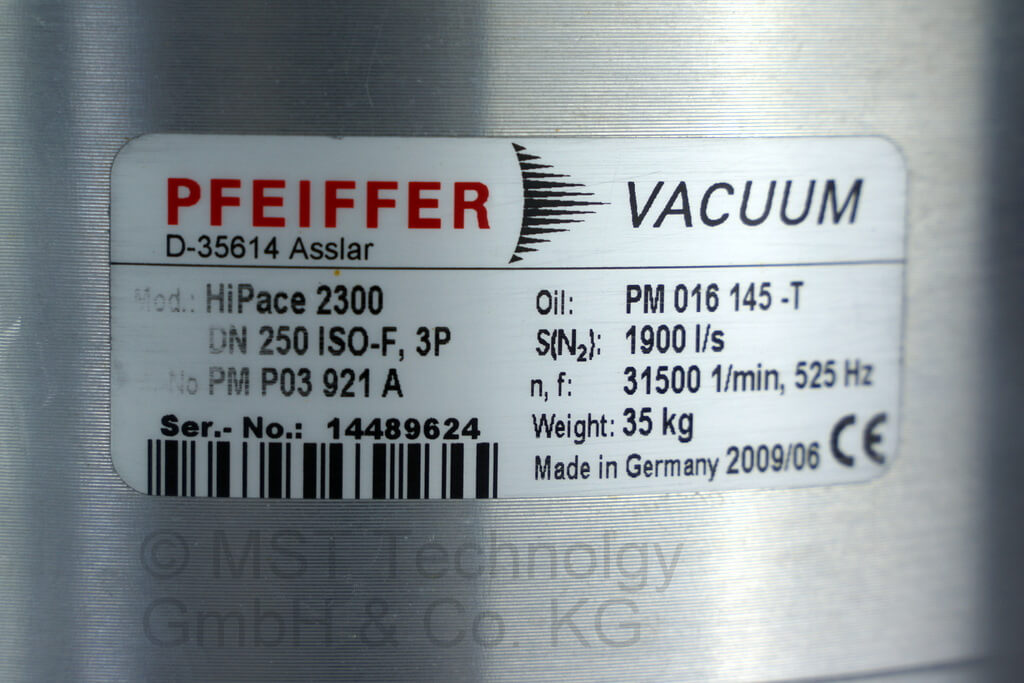 PFEIFFER VACUUM
D-35614 Asslar
Mod.: HiPace 2300
DN 250 ISO-F, 3P
No PM P03 921 A
Ser.- No.: 14489624
Oil: PM 016 145 -T
S(N₂): 1900 l/s
n, f: 31500 1/min, 525 Hz
Weight: 35 kg
Made in Germany 2009/06 CE
© MST Technolgy
GmbH & Co. KG